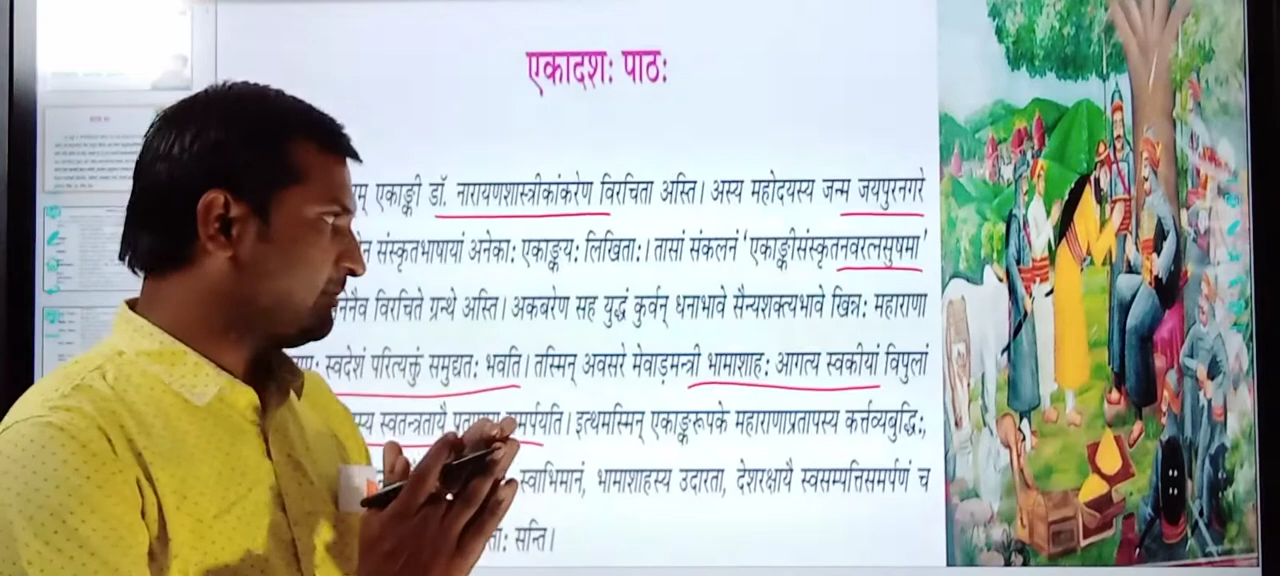 एकादशः पाठः
एकाङ्की डॉ. नारायणशास्त्रीकांकरेण विरचिता अस्ति। अस्य महोदयस्य जन्म जयपुरनगरे
संस्कृतभाषायां अनेकाः एकाङ्कयः लिखिताः। तासां संकलनं 'एकाङ्कीसंस्कृतनवरत्नसुषमा'
विरचिते ग्रन्थे अस्ति। अकबरेण सह युद्धं कुर्वन् धनाभावे सैन्यशक्त्यभावे खिन्नः महाराणा
स्वदेशं परित्यक्तुं समुद्यतः भवति। तस्मिन् अवसरे मेवाड़मन्त्री भामाशाहः आगत्य स्वकीयां विपुलां
स्वतन्त्रतायै इत्थमस्मिन् एकाङ्करूपके महाराणाप्रतापस्य कर्त्तव्यबुद्धिः,
स्वाभिमानं, भामाशाहस्य उदारता, देशरक्षायै स्वसम्पत्तिसमर्पणं च
सन्ति।